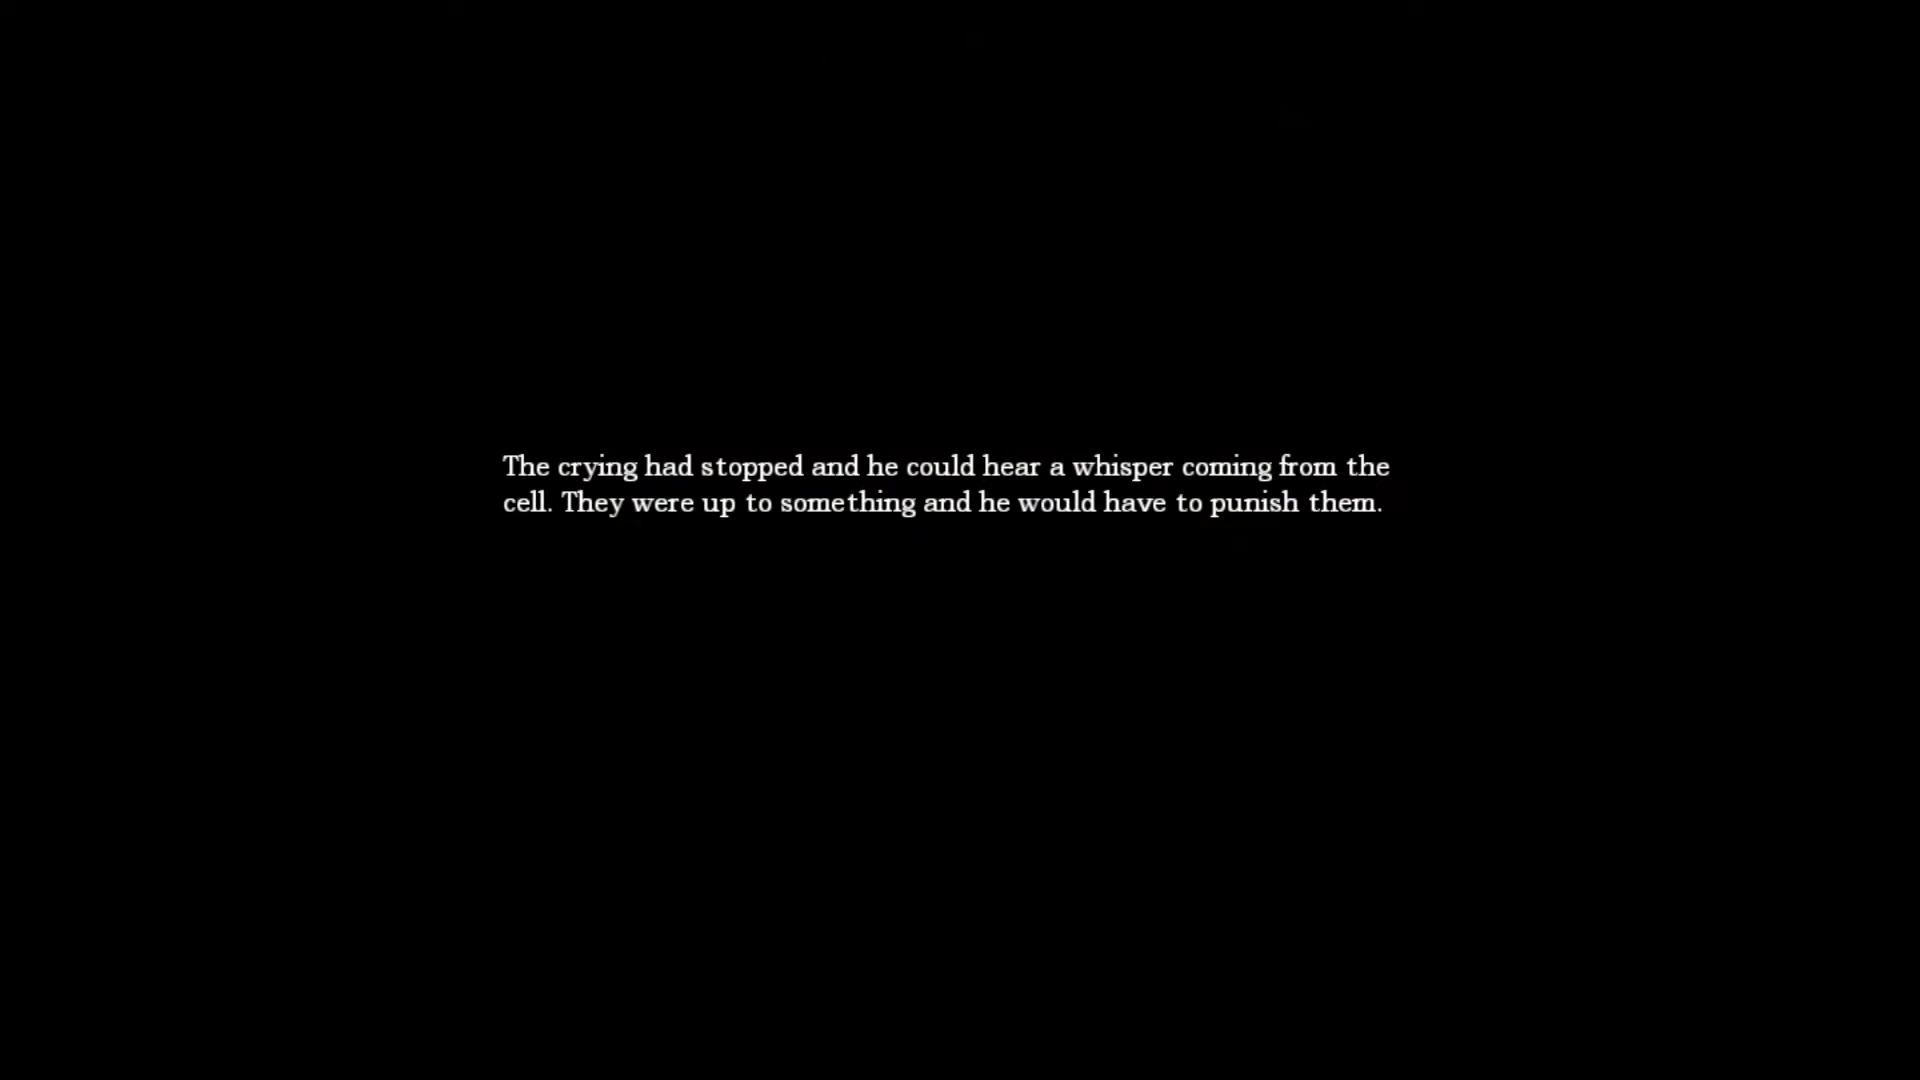 The crying had stopped and he could hear a whisper coming from the
cell. They were up to something and he would have to punish them.